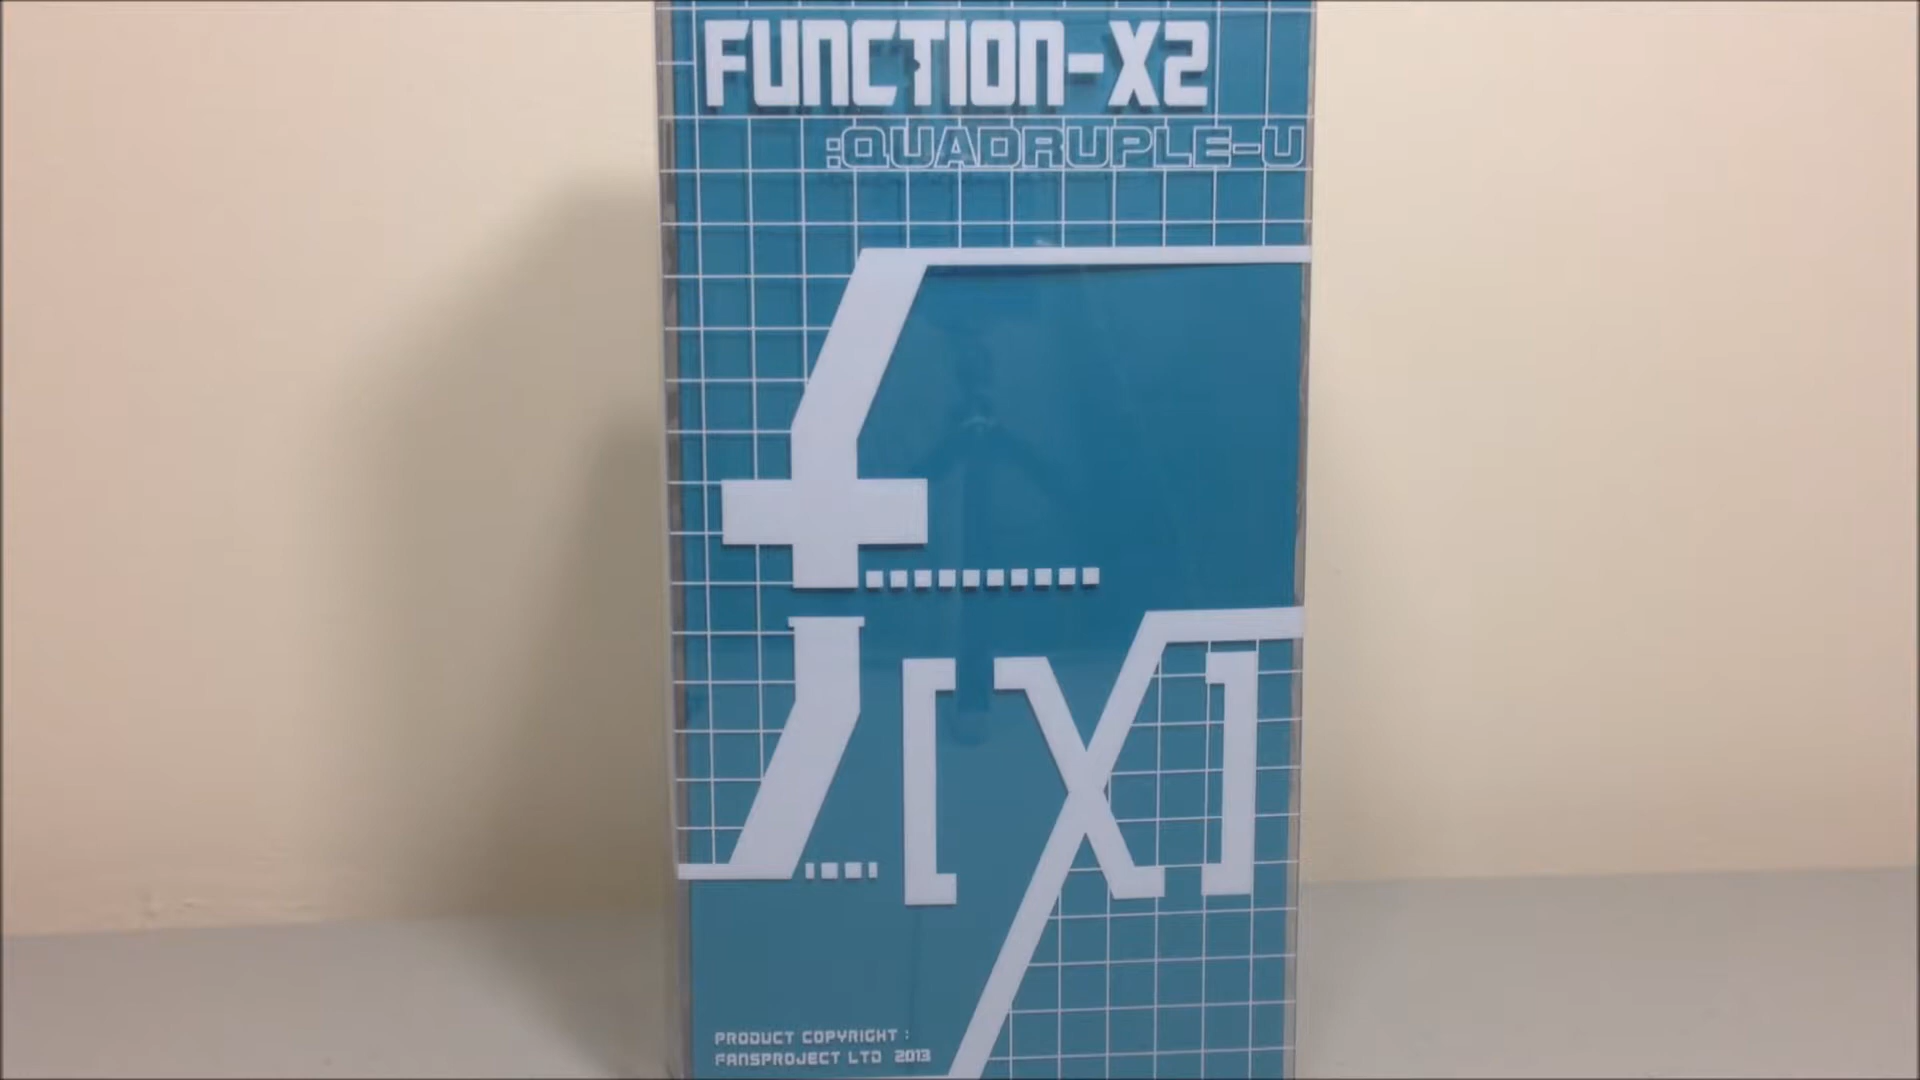 FUNCTION-X2
:QUADRUPLE-U
f
[X]
PRODUCT COPYRIGHT :
FANSPROJECT LTD 2013